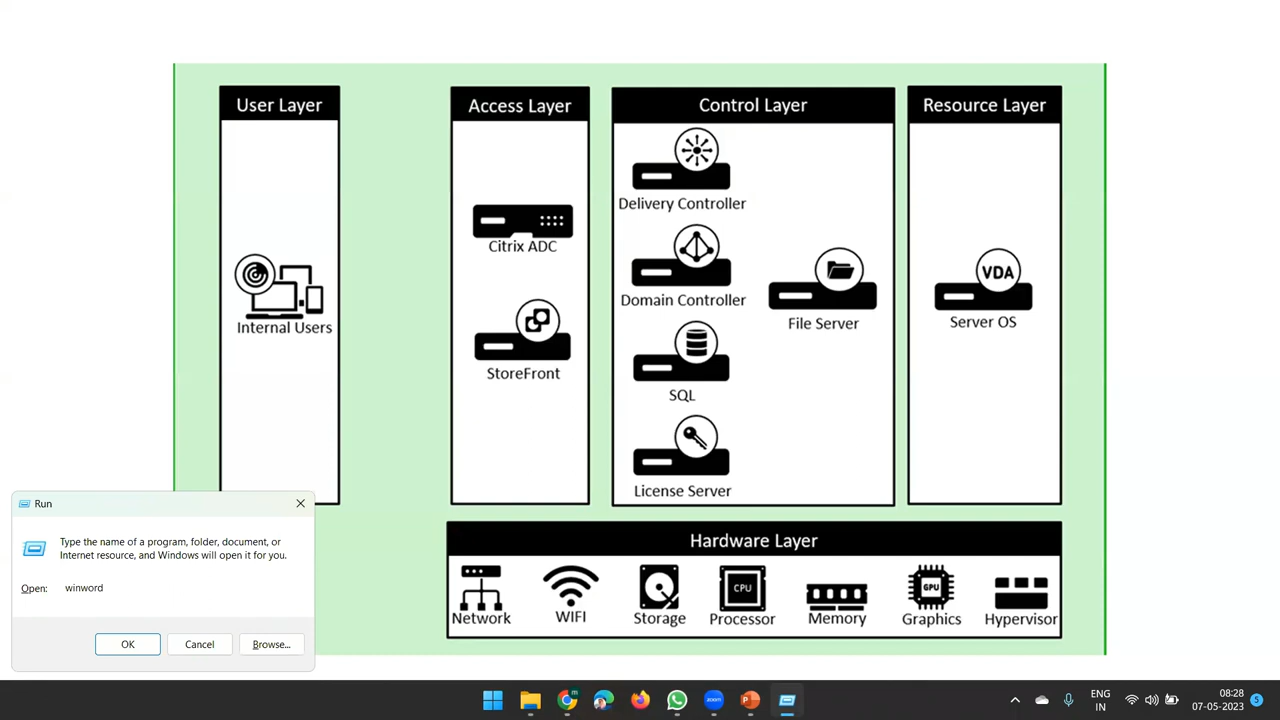 User Layer
Internal Users
Access Layer
Citrix ADC
StoreFront
Control Layer
Delivery Controller
Domain Controller
SQL
License Server
File Server
Resource Layer
VDA
Server OS
Hardware Layer
Network
WIFI
Storage
CPU
Processor
Memory
GPU
Graphics
Hypervisor
Run
Type the name of a program, folder, document, or
Internet resource, and Windows will open it for you.
Open: winword
OK Cancel Browse...
zoom
ENG
IN
08:28
07-05-2023
5